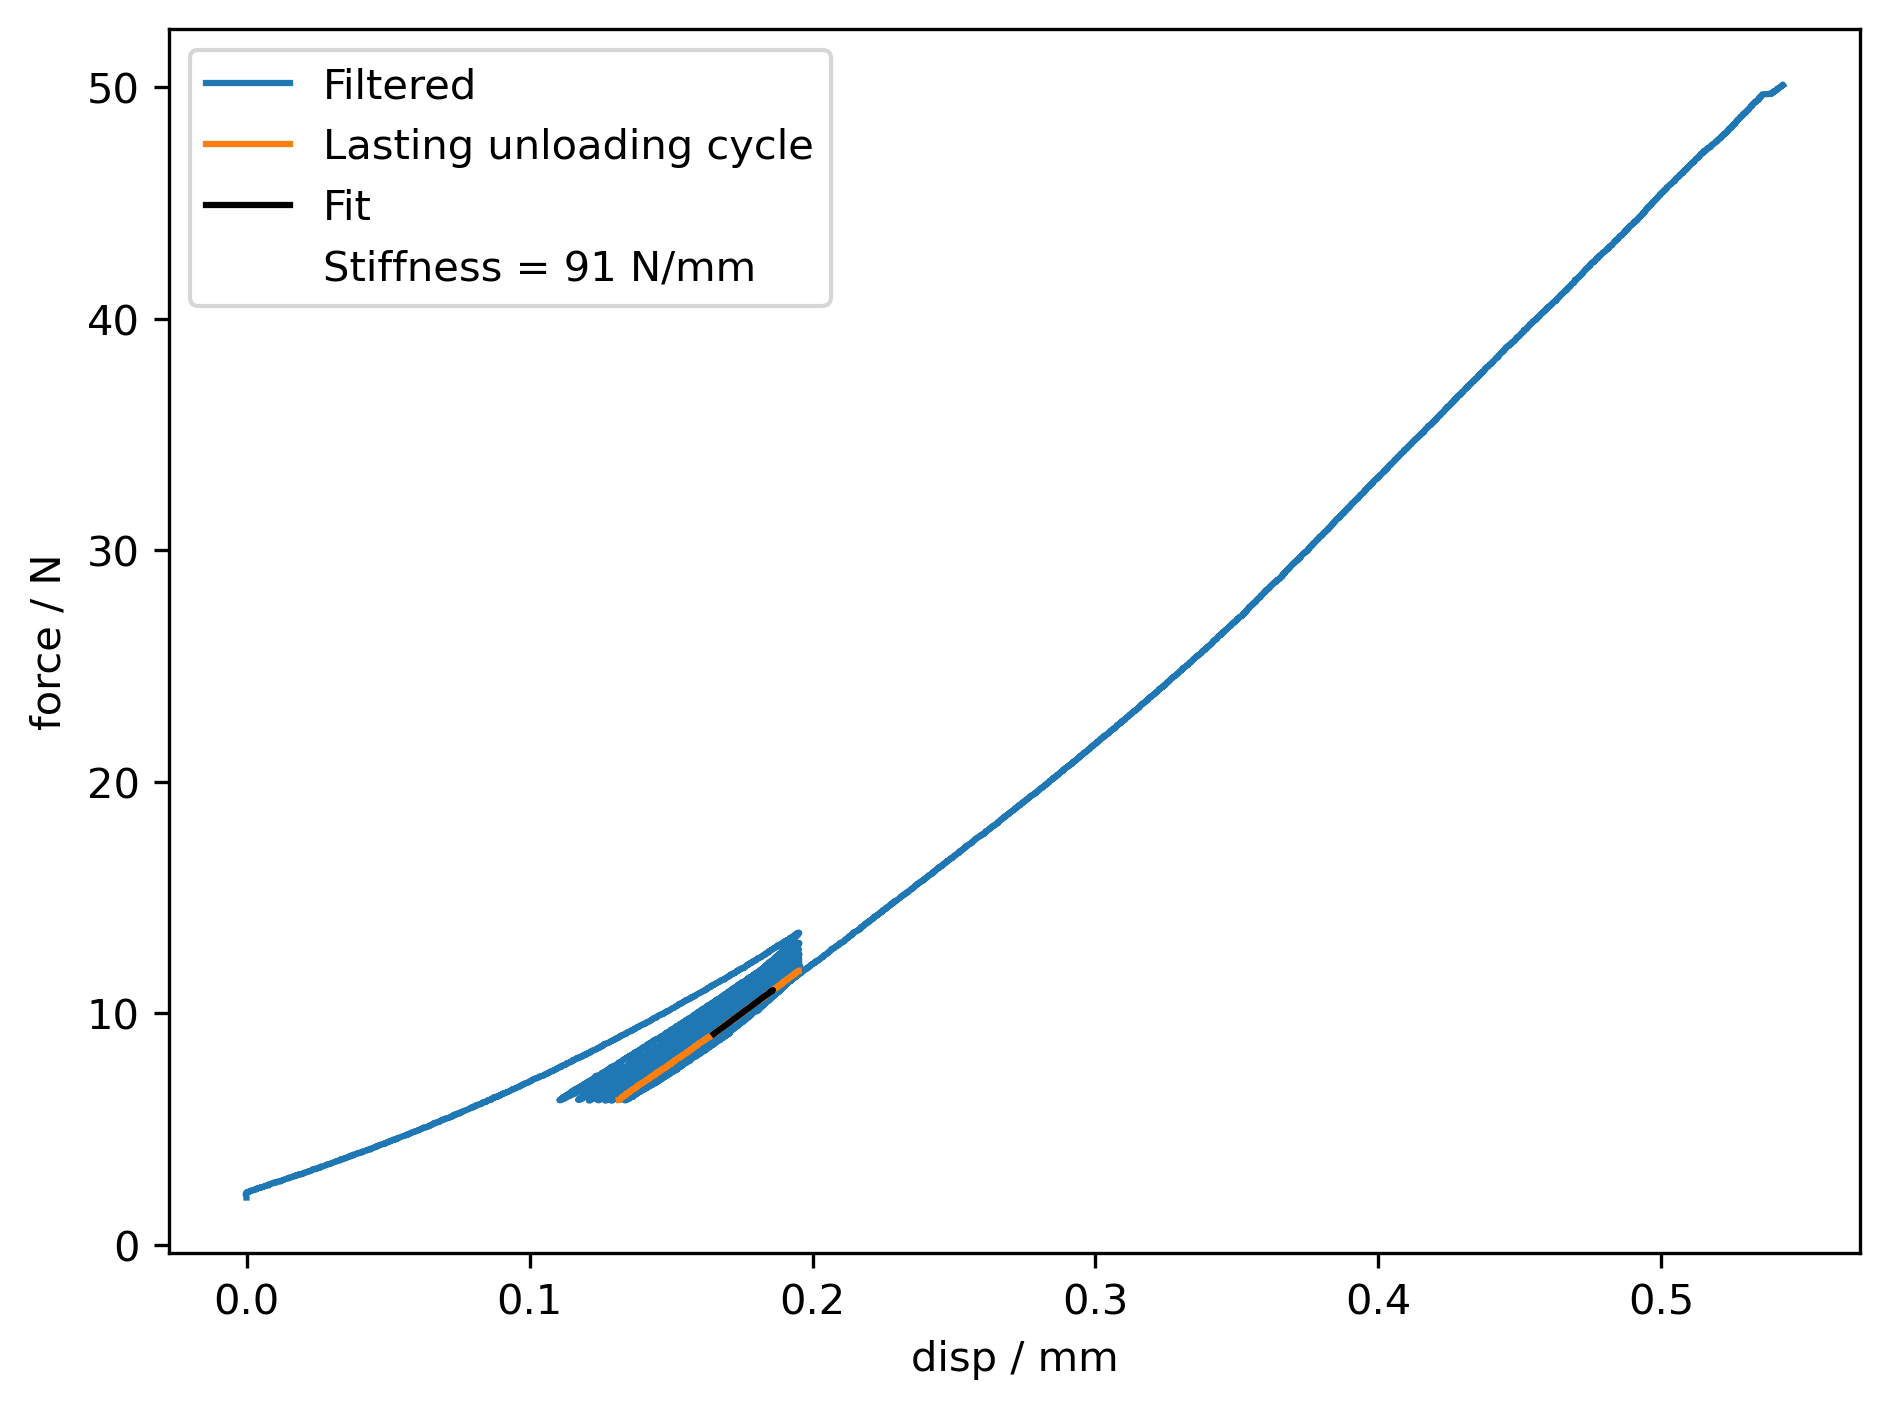 Filtered
Lasting unloading cycle
Fit
Stiffness = 91 N/mm
50
40
30
20
10
0
force / N
0.0 0.1 0.2 0.3 0.4 0.5
disp / mm